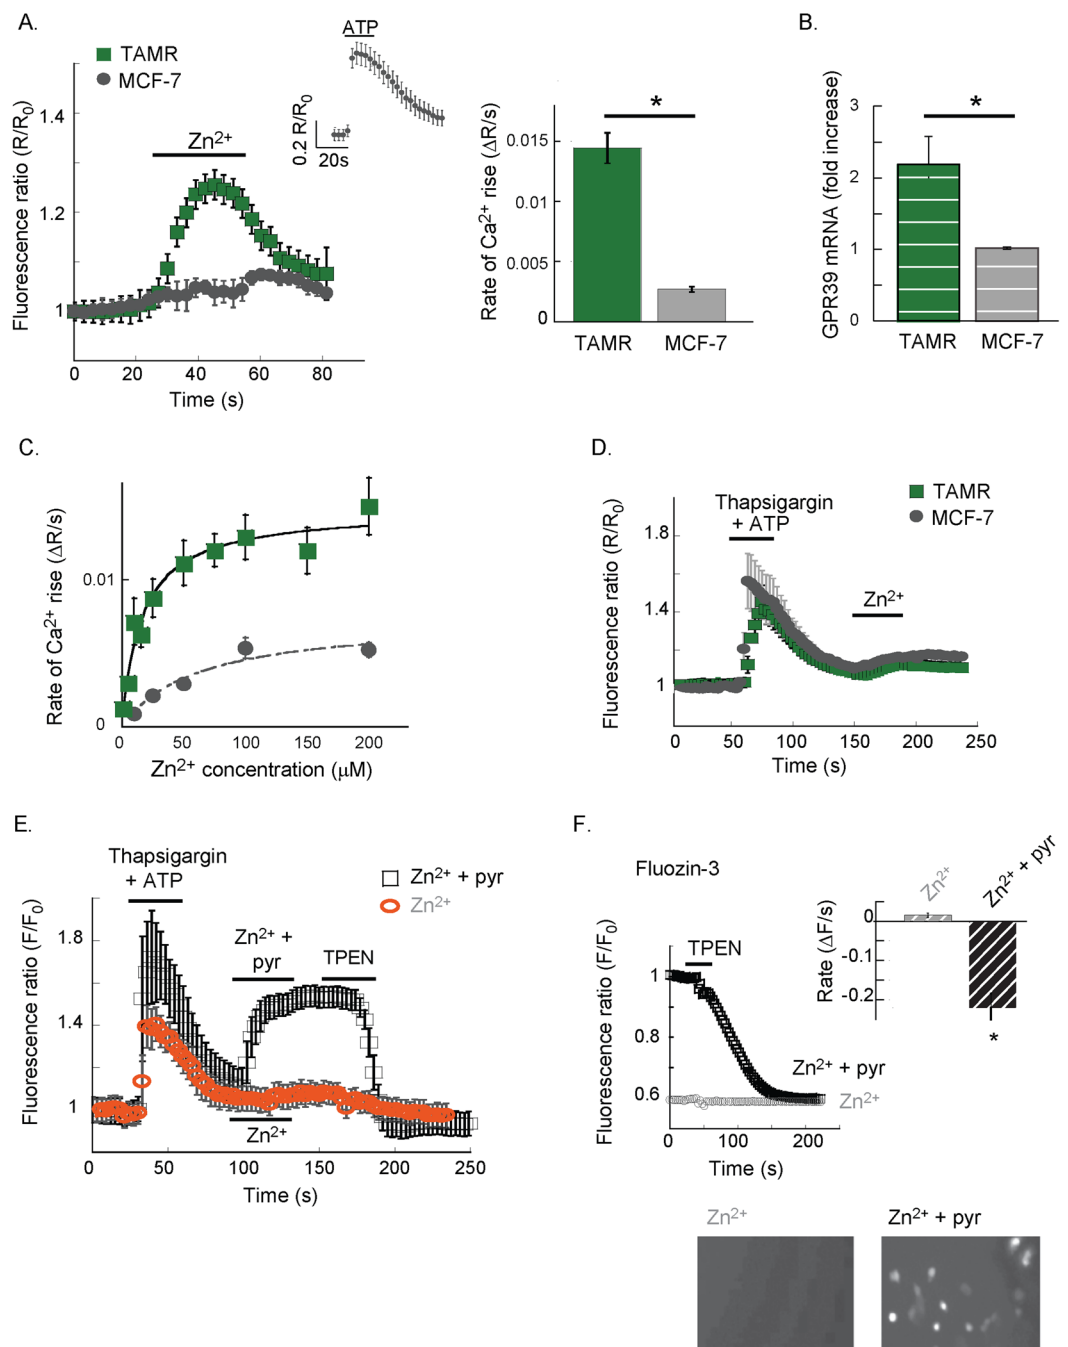 A.
TAMR
MCF-7
Fluorescence ratio (R/R0)
1.4
1.2
1
Zn2+
0
20
40
60
80
Time (s)
ATP
0.2 R/R0
20s
Rate of Ca2+ rise (ΔR/s)
0.015
0.01
0.005
0
*
TAMR
MCF-7
B.
GPR39 mRNA (fold increase)
3
2
1
0
*
TAMR
MCF-7
C.
Rate of Ca2+ rise (ΔR/s)
0.01
0
0
50
100
150
200
Zn2+ concentration (μM)
D.
TAMR
MCF-7
Fluorescence ratio (R/R0)
1.8
1.4
1
Thapsigargin
+ ATP
Zn2+
0
50
100
150
200
250
Time (s)
E.
Thapsigargin
+ ATP
Zn2+ + pyr
Zn2+
Fluorescence ratio (F/F0)
1.8
1.4
1
Zn2+ +
pyr
TPEN
Zn2+
0
50
100
150
200
250
Time (s)
F.
Fluozin-3
Fluorescence ratio (F/F0)
1
0.8
0.6
TPEN
Zn2+ + pyr
Zn2+
0
100
200
Time (s)
Zn2+
Zn2+ + pyr
Rate (ΔF/s)
0
-0.1
-0.2
*
Zn2+
Zn2+ + pyr